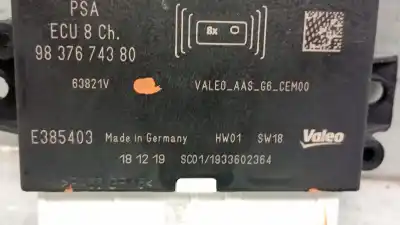 PSA
ECU 8 Ch.
98 376 743 80
8x
63821V
VALEO_AAS_G6_CEM00
E385403 Made in Germany HW01 SW18 Valeo
18 12 19 SC01/1933602364